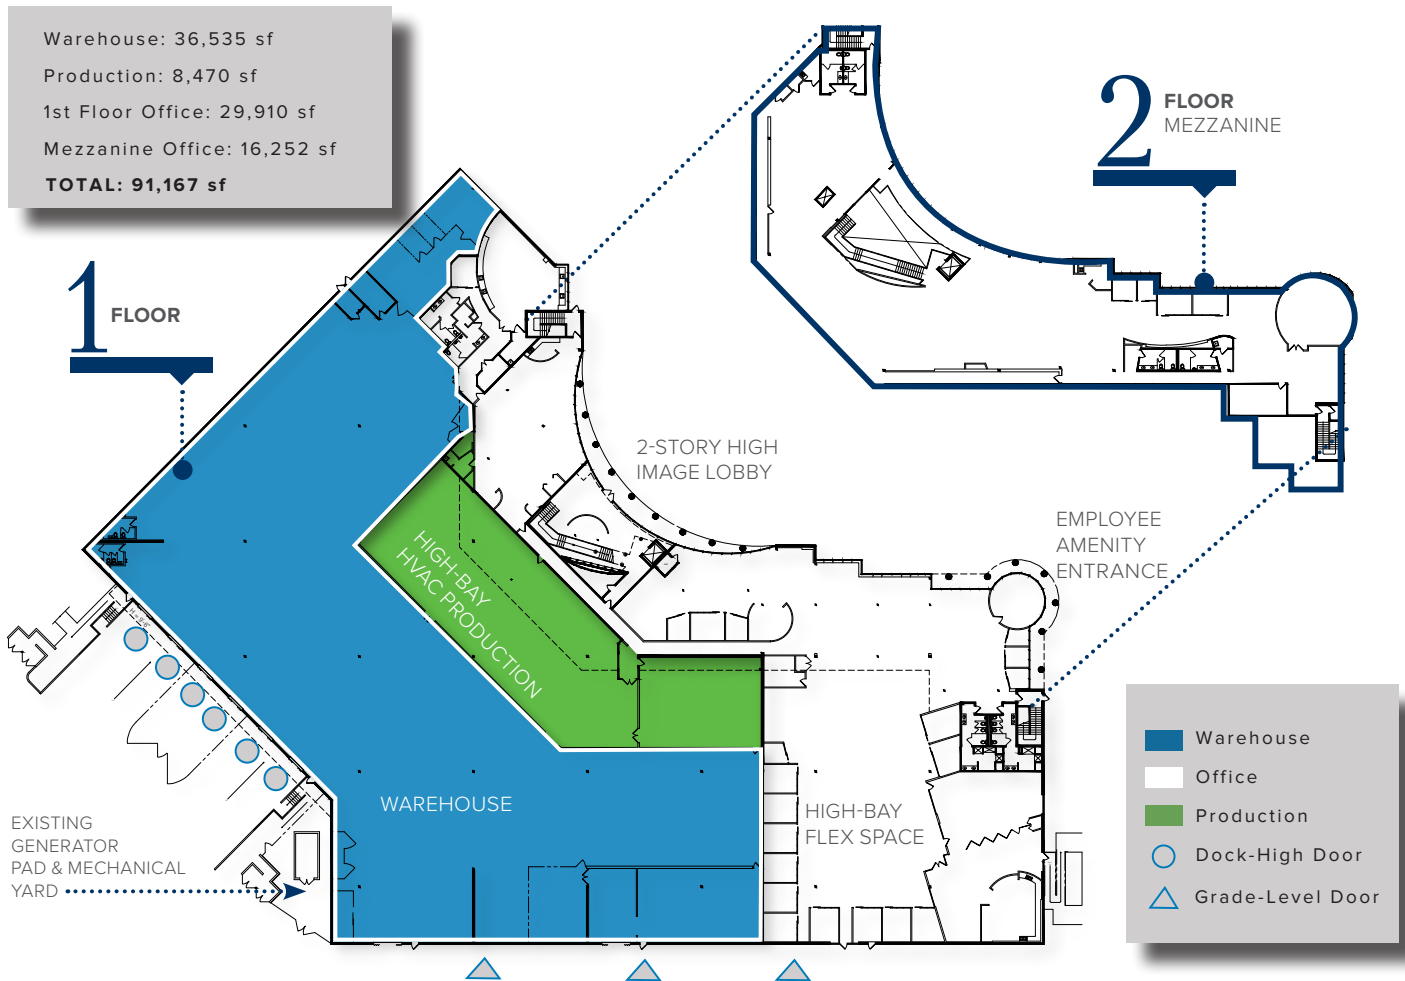 Warehouse: 36,535 sf
Production: 8,470 sf
1st Floor Office: 29,910 sf
Mezzanine Office: 16,252 sf
TOTAL: 91,167 sf
2 FLOOR
MEZZANINE
1 FLOOR
2-STORY HIGH
IMAGE LOBBY
EMPLOYEE
AMENITY
ENTRANCE
HIGH-BAY
HVAC PRODUCTION
WAREHOUSE
HIGH-BAY
FLEX SPACE
EXISTING
GENERATOR
PAD & MECHANICAL
YARD
Warehouse
Office
Production
Dock-High Door
Grade-Level Door